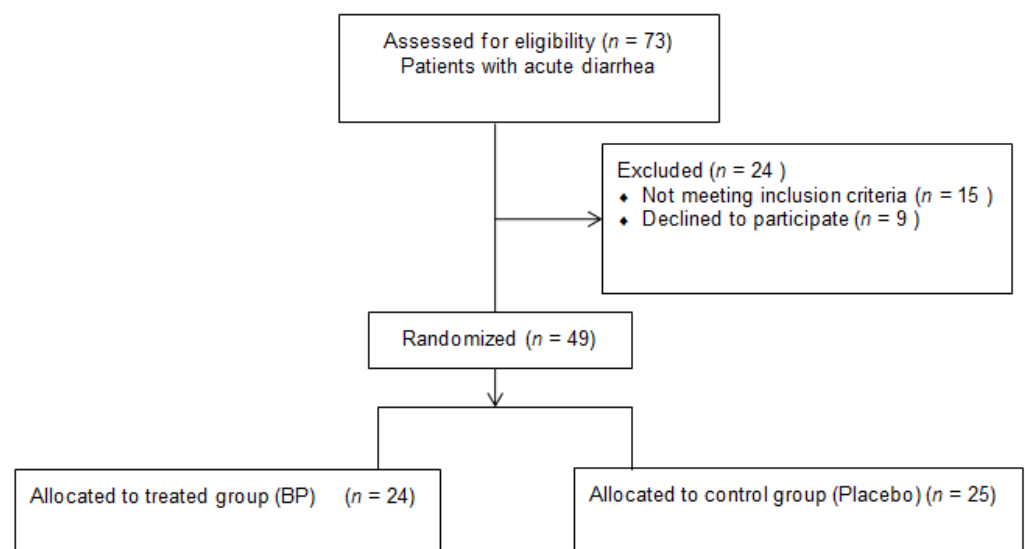 Assessed for eligibility (n = 73)
Patients with acute diarrhea
Excluded (n = 24 )
⬥ Not meeting inclusion criteria (n = 15 )
⬥ Declined to participate (n = 9 )
Randomized (n = 49)
Allocated to treated group (BP) (n = 24)
Allocated to control group (Placebo) (n = 25)